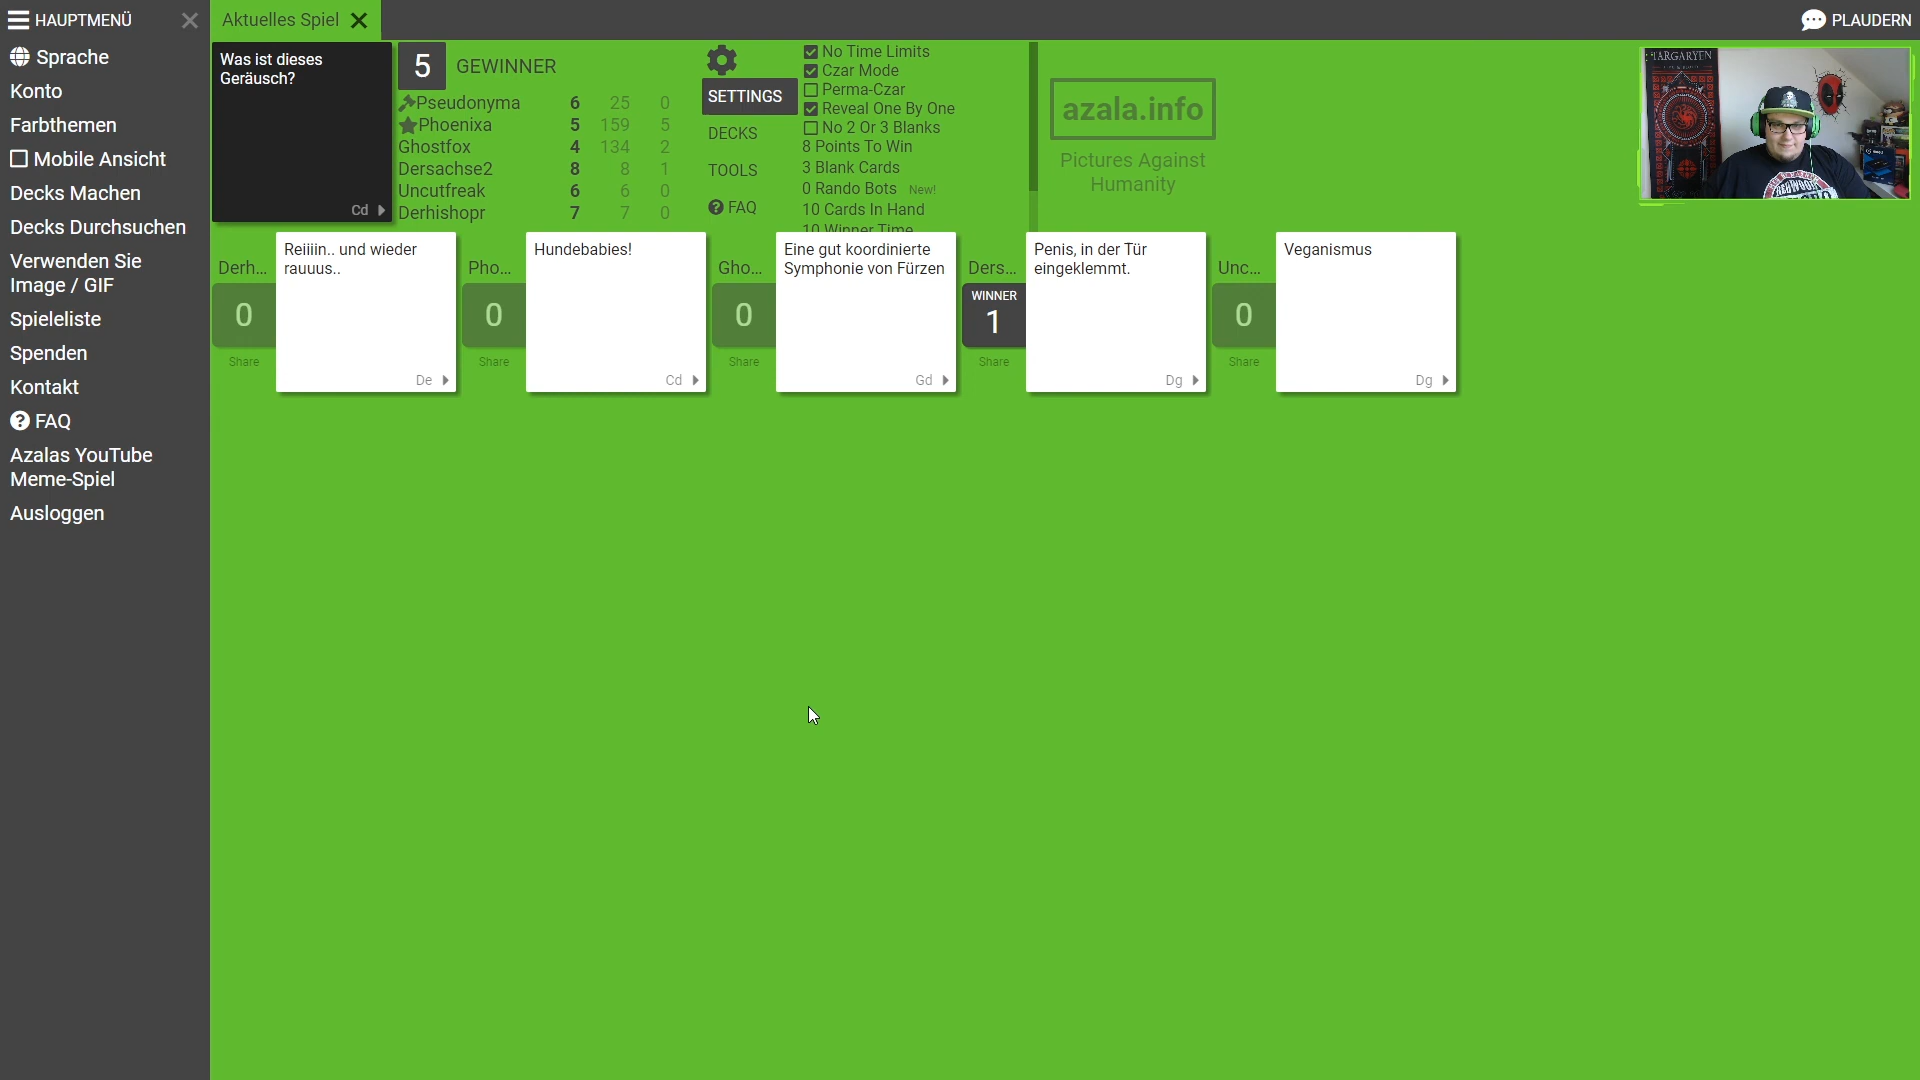 HAUPTMENÜ
Sprache
Konto
Farbthemen
Mobile Ansicht
Decks Machen
Decks Durchsuchen
Verwenden Sie
Image / GIF
Spieleliste
Spenden
Kontakt
FAQ
Azalas YouTube
Meme-Spiel
Ausloggen
Aktuelles Spiel
PLAUDERN
Was ist dieses
Geräusch?
Cd
5 GEWINNER
Pseudonyma 6 25 0
Phoenixa 5 159 5
Ghostfox 4 134 2
Dersachse2 8 8 1
Uncutfreak 6 6 0
Derhishopr 7 7 0
SETTINGS
DECKS
TOOLS
FAQ
No Time Limits
Czar Mode
Perma-Czar
Reveal One By One
No 2 Or 3 Blanks
8 Points To Win
3 Blank Cards
0 Rando Bots New!
10 Cards In Hand
10 Winner Time
azala.info
Pictures Against
Humanity
TARGARYEN
Derh...
0
Share
Reiiiin.. und wieder
rauuus..
De
Pho...
0
Share
Hundebabies!
Cd
Gho...
0
Share
Eine gut koordinierte
Symphonie von Fürzen
Gd
Ders...
WINNER
1
Share
Penis, in der Tür
eingeklemmt.
Dg
Unc...
0
Share
Veganismus
Dg